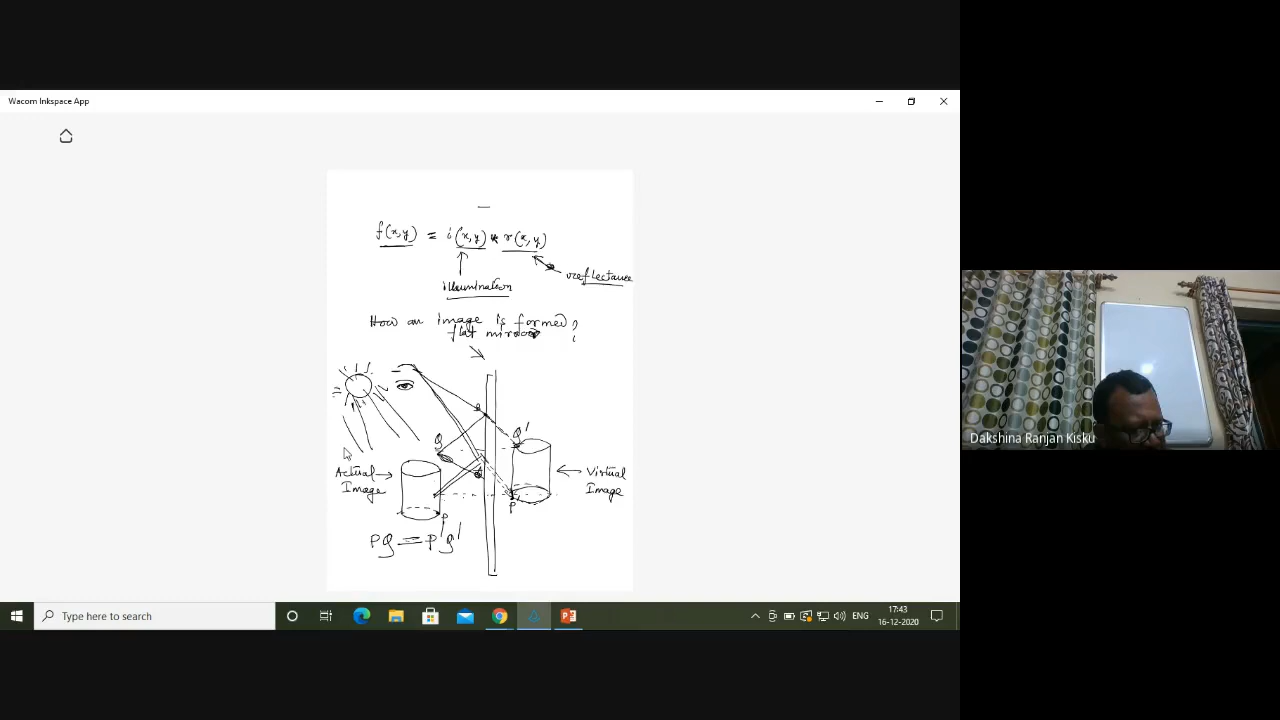 Wacom Inkspace App
f(x,y) = i(x,y) * r(x,y)
reflectance
illumination
How an image is formed?
flat mirror
Q
Q'
Actual
Image
Virtual
Image
P
P'
PQ = P'Q'
Dakshina Ranjan Kisku
Type here to search
ENG
17:43
16-12-2020